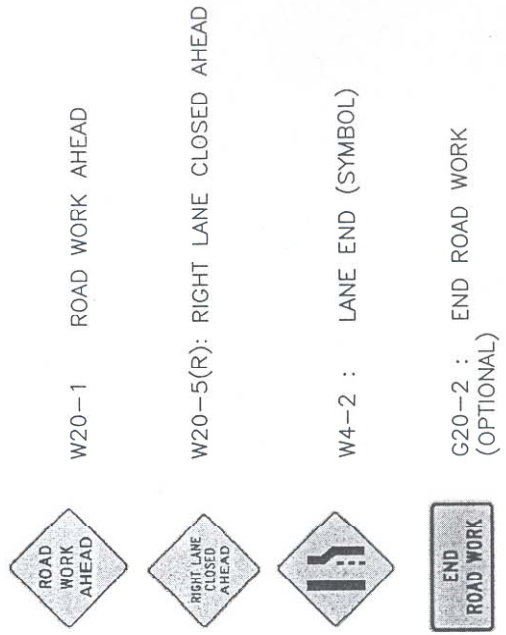 ROAD
WORK
AHEAD
W20-1 ROAD WORK AHEAD
RIGHT LANE
CLOSED
AHEAD
W20-5(R): RIGHT LANE CLOSED AHEAD
W4-2 : LANE END (SYMBOL)
END
ROAD WORK
G20-2 : END ROAD WORK
(OPTIONAL)